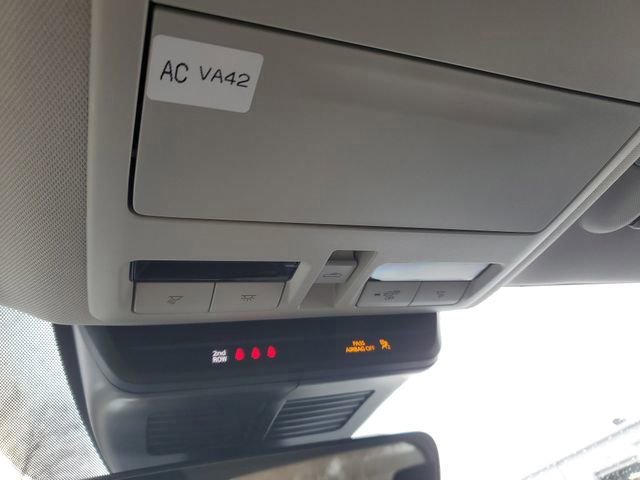 AC VA42
2nd
ROW
PASS
AIRBAG OFF